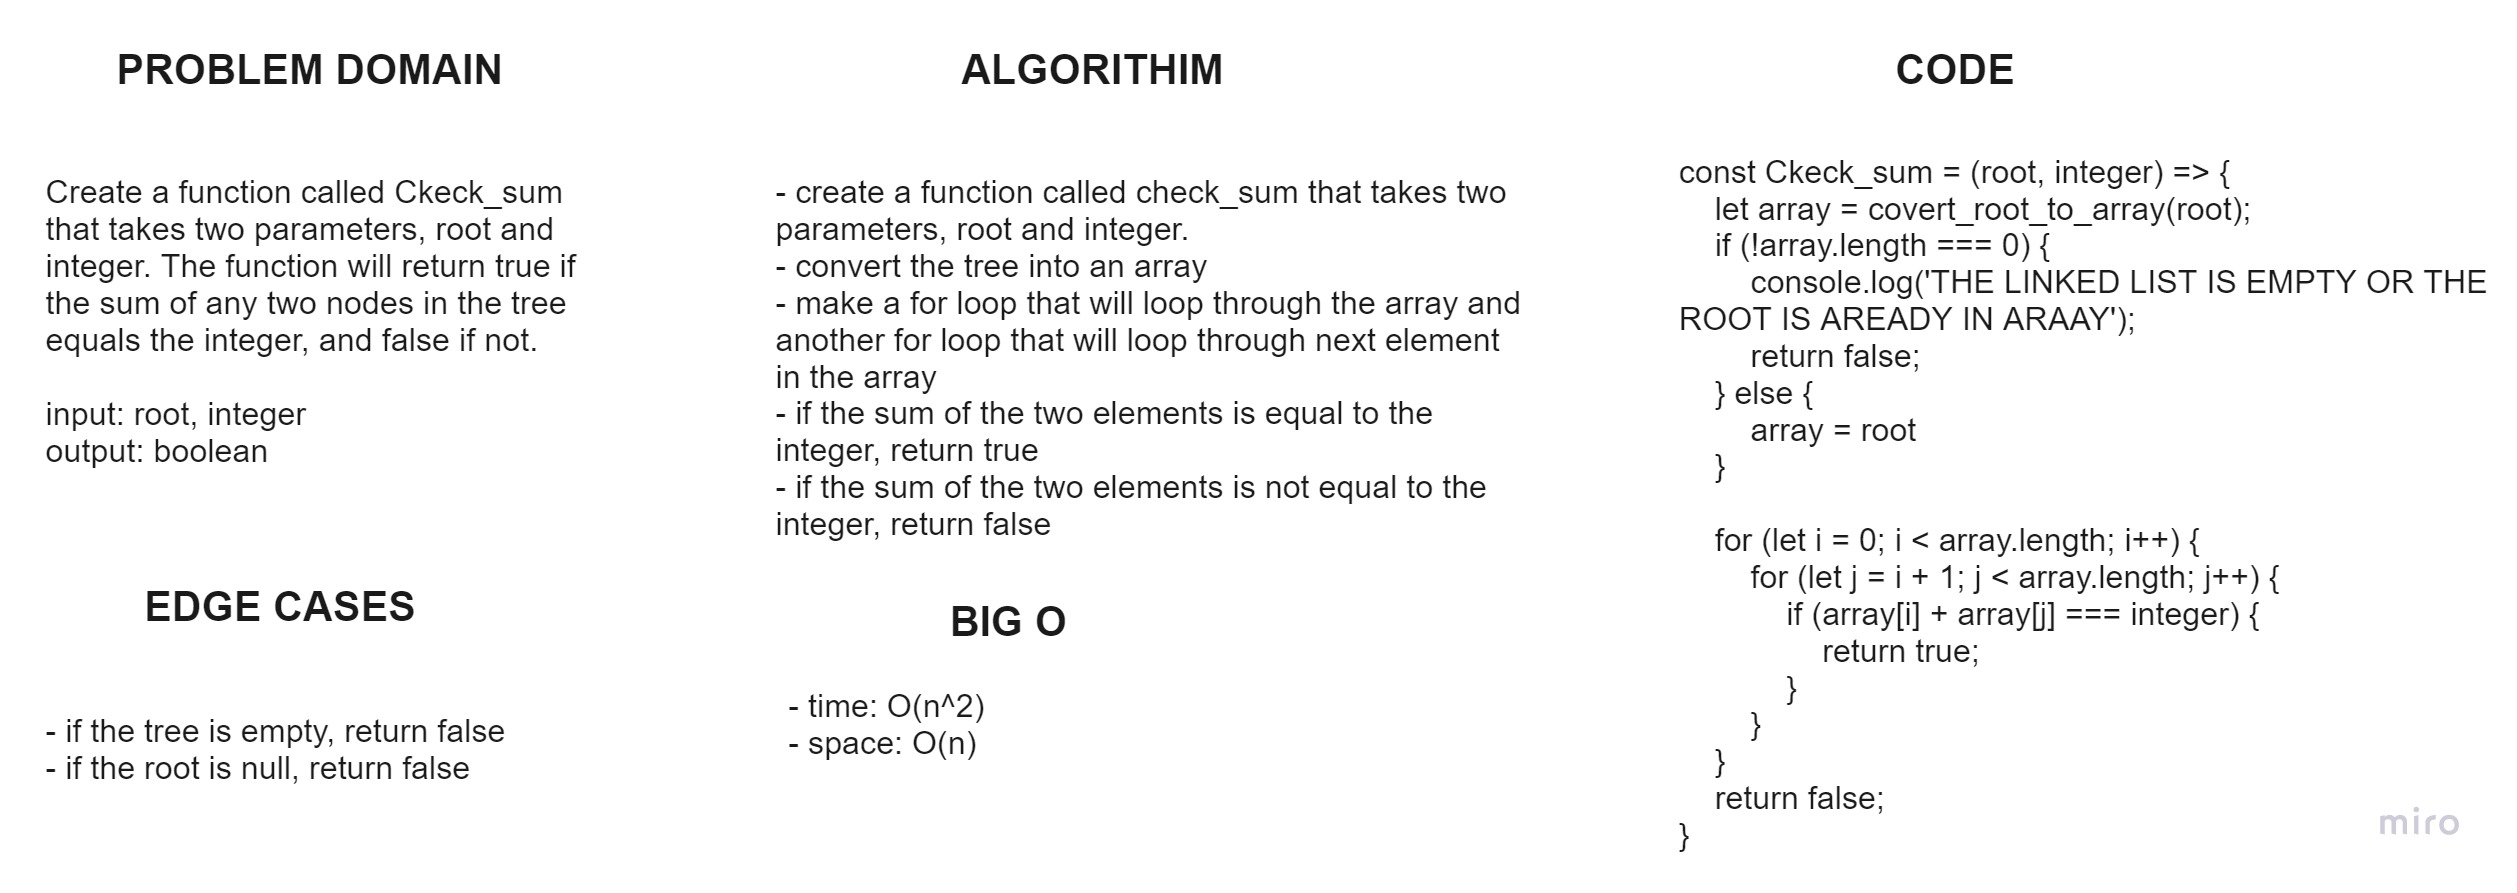 PROBLEM DOMAIN
Create a function called Ckeck_sum
that takes two parameters, root and
integer. The function will return true if
the sum of any two nodes in the tree
equals the integer, and false if not.
input: root, integer
output: boolean
EDGE CASES
- if the tree is empty, return false
- if the root is null, return false
ALGORITHIM
- create a function called check_sum that takes two
parameters, root and integer.
- convert the tree into an array
- make a for loop that will loop through the array and
another for loop that will loop through next element
in the array
- if the sum of the two elements is equal to the
integer, return true
- if the sum of the two elements is not equal to the
integer, return false
BIG O
- time: O(n^2)
- space: O(n)
CODE
const Ckeck_sum = (root, integer) => {
let array = covert_root_to_array(root);
if (!array.length === 0) {
console.log('THE LINKED LIST IS EMPTY OR THE
ROOT IS AREADY IN ARAAY');
return false;
} else {
array = root
}
for (let i = 0; i < array.length; i++) {
for (let j = i + 1; j < array.length; j++) {
if (array[i] + array[j] === integer) {
return true;
}
}
}
return false;
}
miro